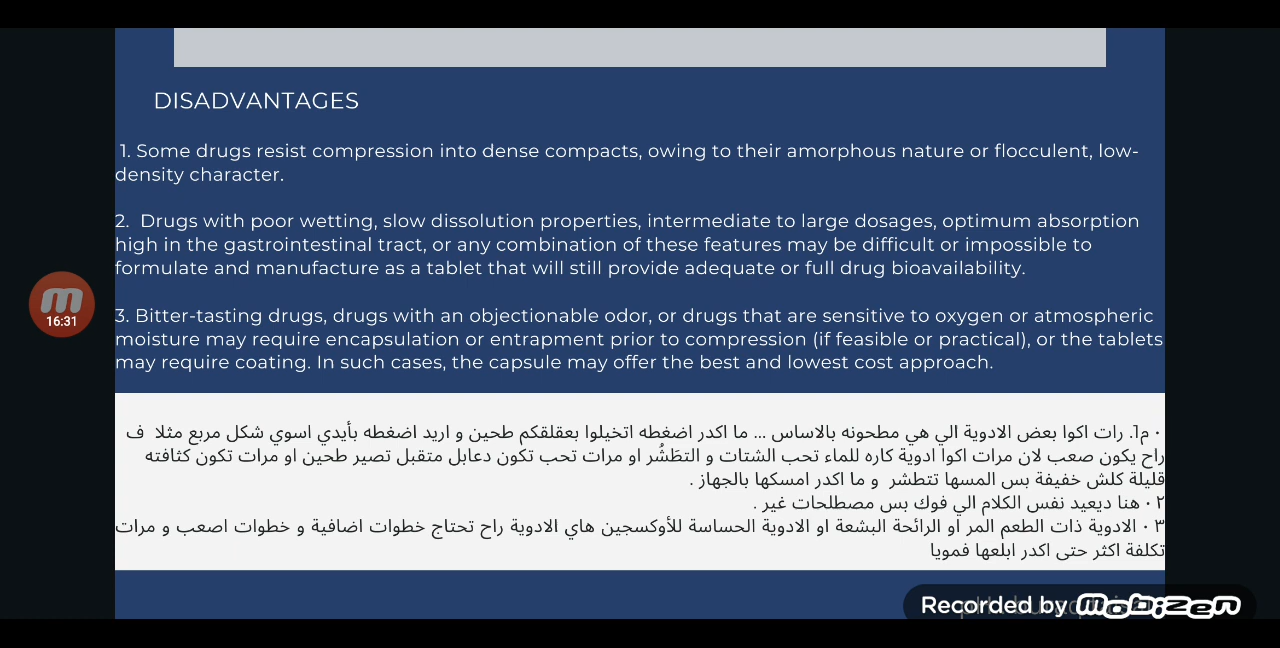 DISADVANTAGES
1. Some drugs resist compression into dense compacts, owing to their amorphous nature or flocculent, low-
density character.
2. Drugs with poor wetting, slow dissolution properties, intermediate to large dosages, optimum absorption
high in the gastrointestinal tract, or any combination of these features may be difficult or impossible to
formulate and manufacture as a tablet that will still provide adequate or full drug bioavailability.
16:31
3. Bitter-tasting drugs, drugs with an objectionable odor, or drugs that are sensitive to oxygen or atmospheric
moisture may require encapsulation or entrapment prior to compression (if feasible or practical), or the tablets
may require coating. In such cases, the capsule may offer the best and lowest cost approach.
· م1. رات اكوا بعض الادوية الي هي مطحونه بالاساس ... ما اكدر اضغطه اتخيلوا بعقلقكم طحين و اريد اضغطه بأيدي اسوي شكل مربع مثلا ف
راح يكون صعب لان مرات اكوا ادوية كاره للماء تحب الشتات و التطَشُر او مرات تحب تكون دعابل متقبل تصير طحين او مرات تكون كثافته
قليلة كلش خفيفة بس المسها تتطشر و ما اكدر امسكها بالجهاز .
٢ · هنا ديعيد نفس الكلام الي فوك بس مصطلحات غير .
٣ · الادوية ذات الطعم المر او الرائحة البشعة او الادوية الحساسة للأوكسجين هاي الادوية راح تحتاج خطوات اضافية و خطوات اصعب و مرات
تكلفة اكثر حتى اكدر ابلعها فمويا
Recorded by Mobizen